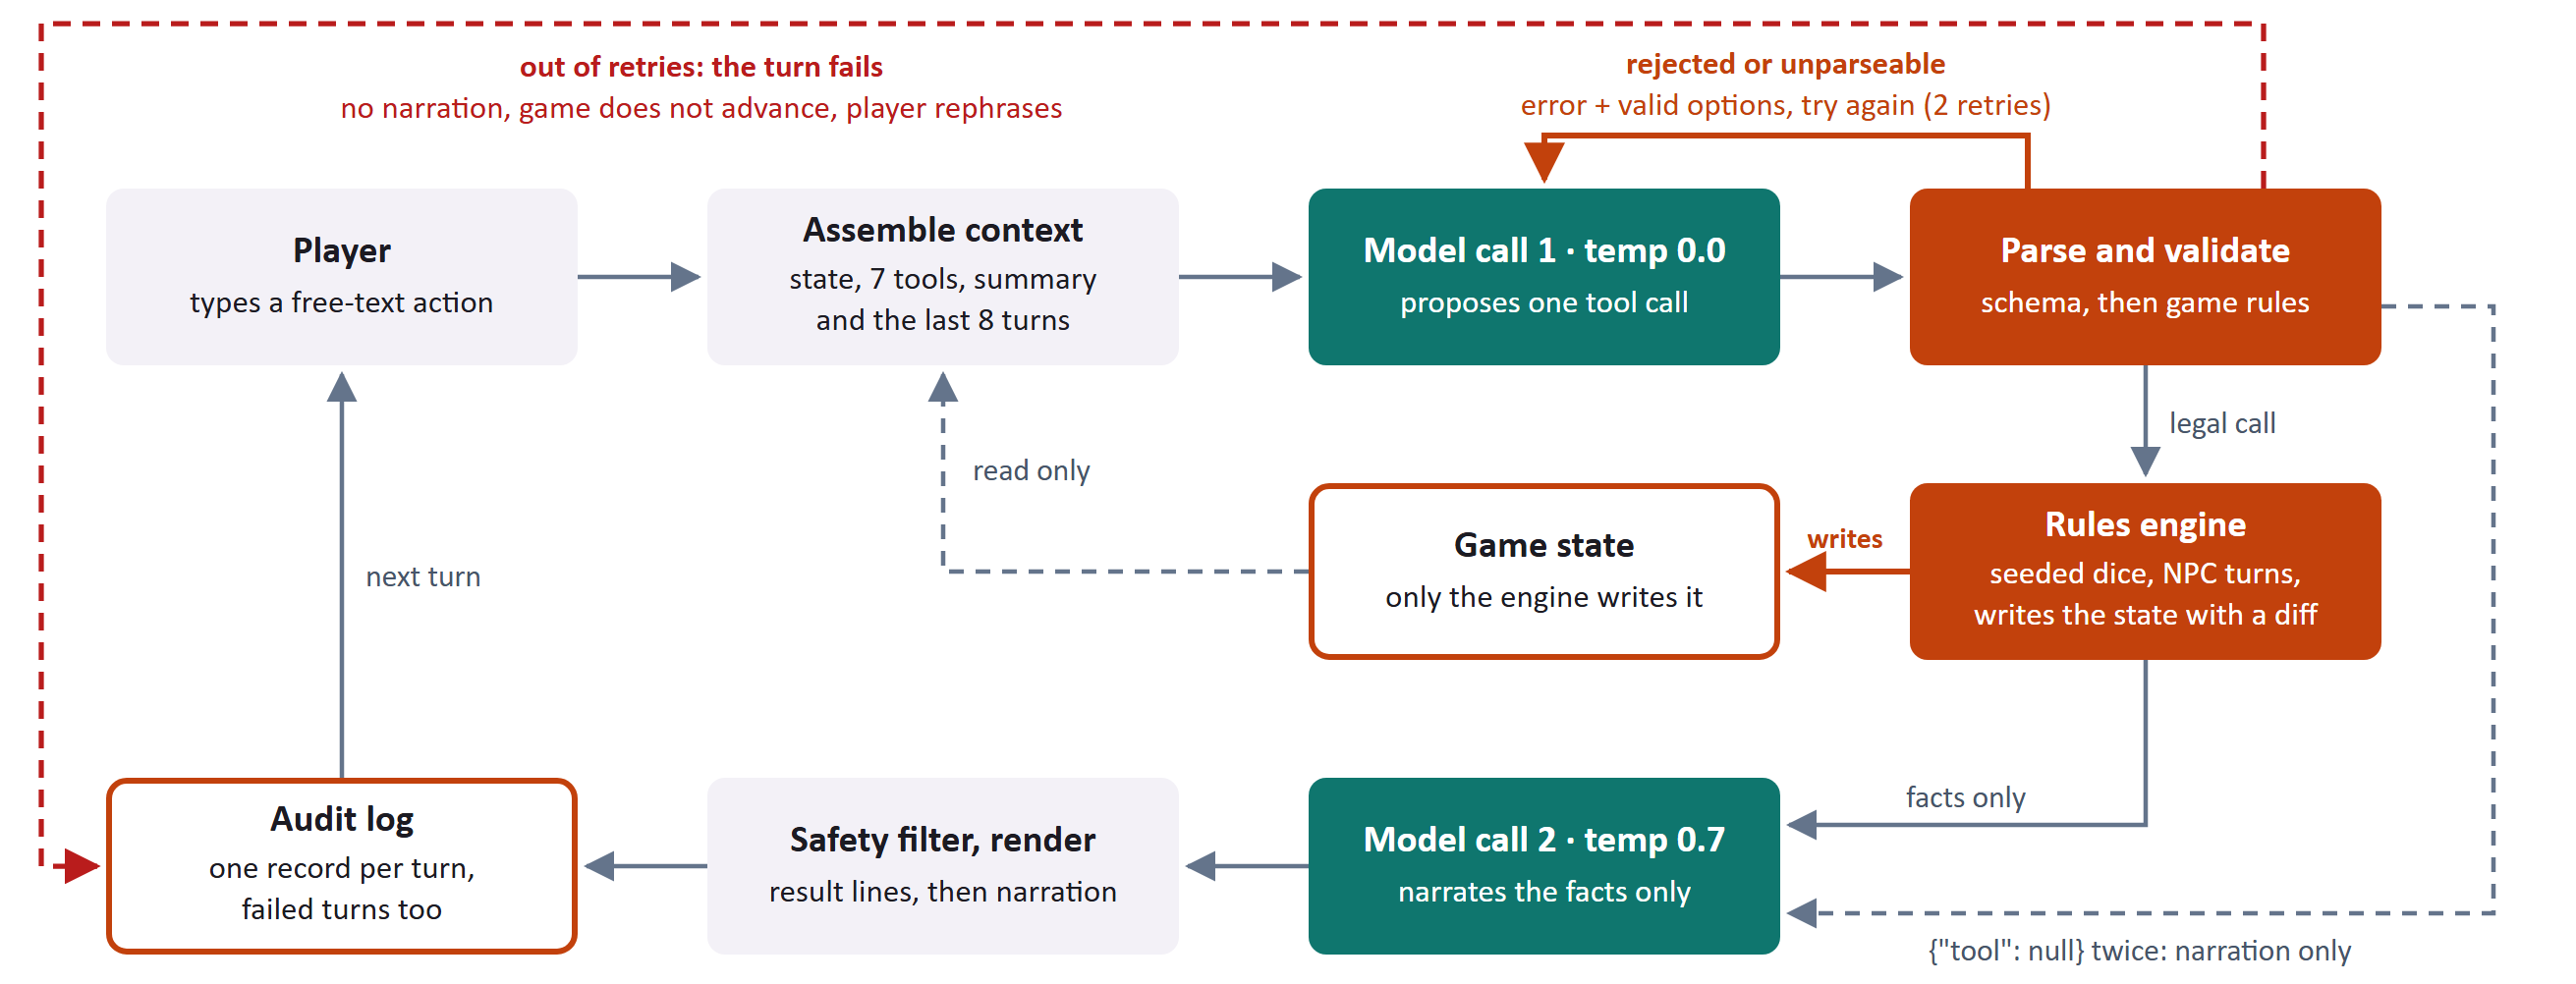 out of retries: the turn fails
no narration, game does not advance, player rephrases
rejected or unparseable
error + valid options, try again (2 retries)
Player
types a free-text action
Assemble context
state, 7 tools, summary
and the last 8 turns
Model call 1 · temp 0.0
proposes one tool call
Parse and validate
schema, then game rules
legal call
read only
next turn
Game state
only the engine writes it
writes
Rules engine
seeded dice, NPC turns,
writes the state with a diff
facts only
Audit log
one record per turn,
failed turns too
Safety filter, render
result lines, then narration
Model call 2 · temp 0.7
narrates the facts only
{"tool": null} twice: narration only